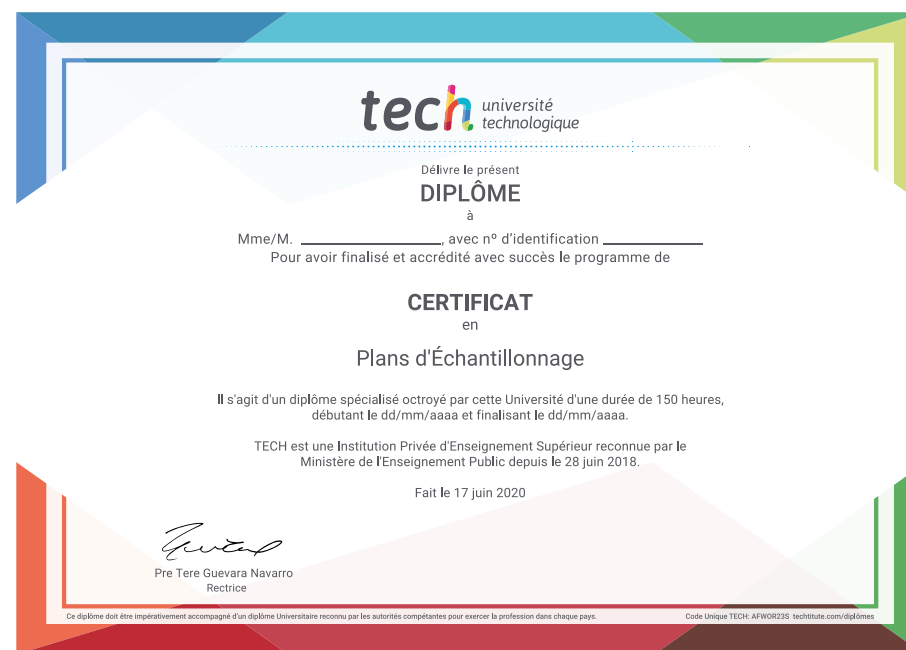 tech université
technologique
Délivre le présent
DIPLÔME
à
Mme/M. ____________________, avec nº d'identification ______________
Pour avoir finalisé et accrédité avec succès le programme de
CERTIFICAT
en
Plans d'Échantillonnage
Il s'agit d'un diplôme spécialisé octroyé par cette Université d'une durée de 150 heures,
débutant le dd/mm/aaaa et finalisant le dd/mm/aaaa.
TECH est une Institution Privée d'Enseignement Supérieur reconnue par le
Ministère de l'Enseignement Public depuis le 28 juin 2018.
Fait le 17 juin 2020
Pre Tere Guevara Navarro
Rectrice
Ce diplôme doit être impérativement accompagné d'un diplôme Universitaire reconnu par les autorités compétentes pour exercer la profession dans chaque pays.
Code Unique TECH: AFWOR23S techtitute.com/diplômes